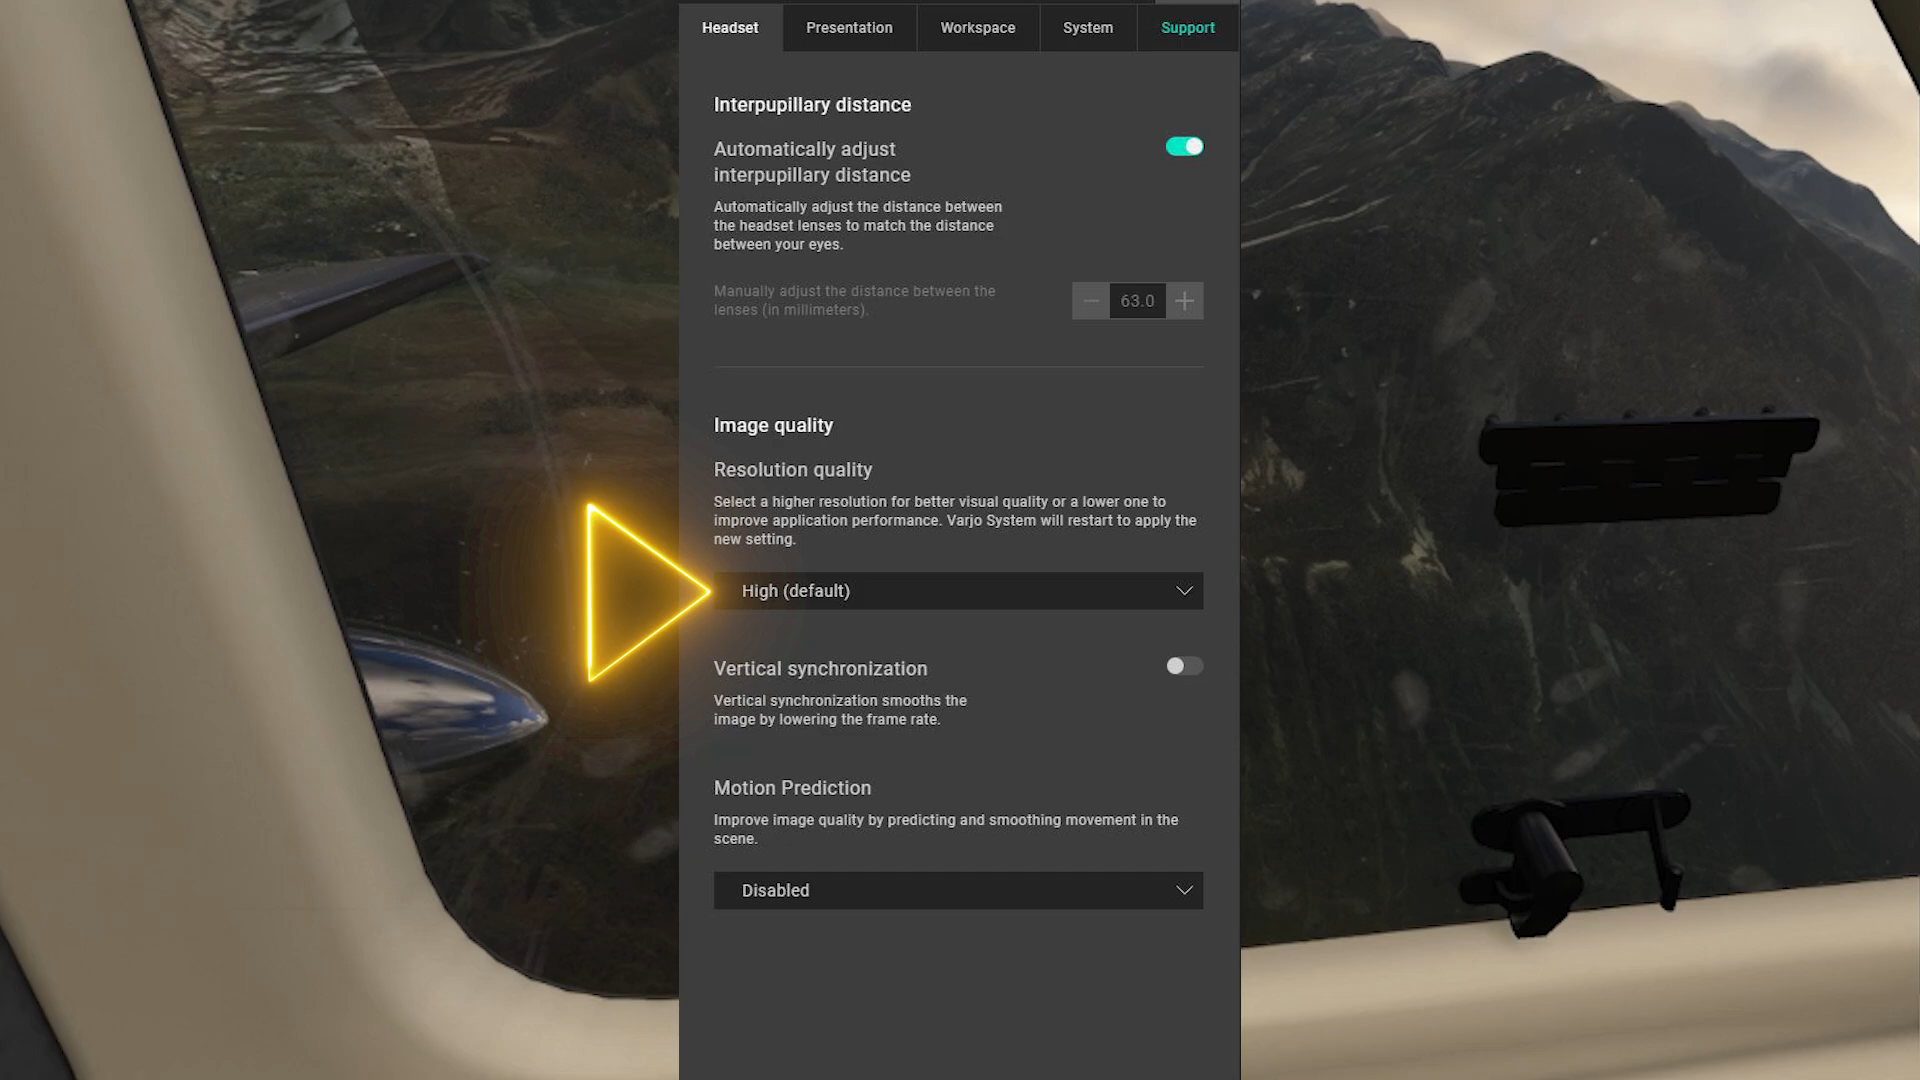 Headset
Presentation
Workspace
System
Support
Interpupillary distance
Automatically adjust
interpupillary distance
Automatically adjust the distance between
the headset lenses to match the distance
between your eyes.
Manually adjust the distance between the
lenses (in millimeters).
63.0
Image quality
Resolution quality
Select a higher resolution for better visual quality or a lower one to
improve application performance. Varjo System will restart to apply the
new setting.
High (default)
Vertical synchronization
Vertical synchronization smooths the
image by lowering the frame rate.
Motion Prediction
Improve image quality by predicting and smoothing movement in the
scene.
Disabled